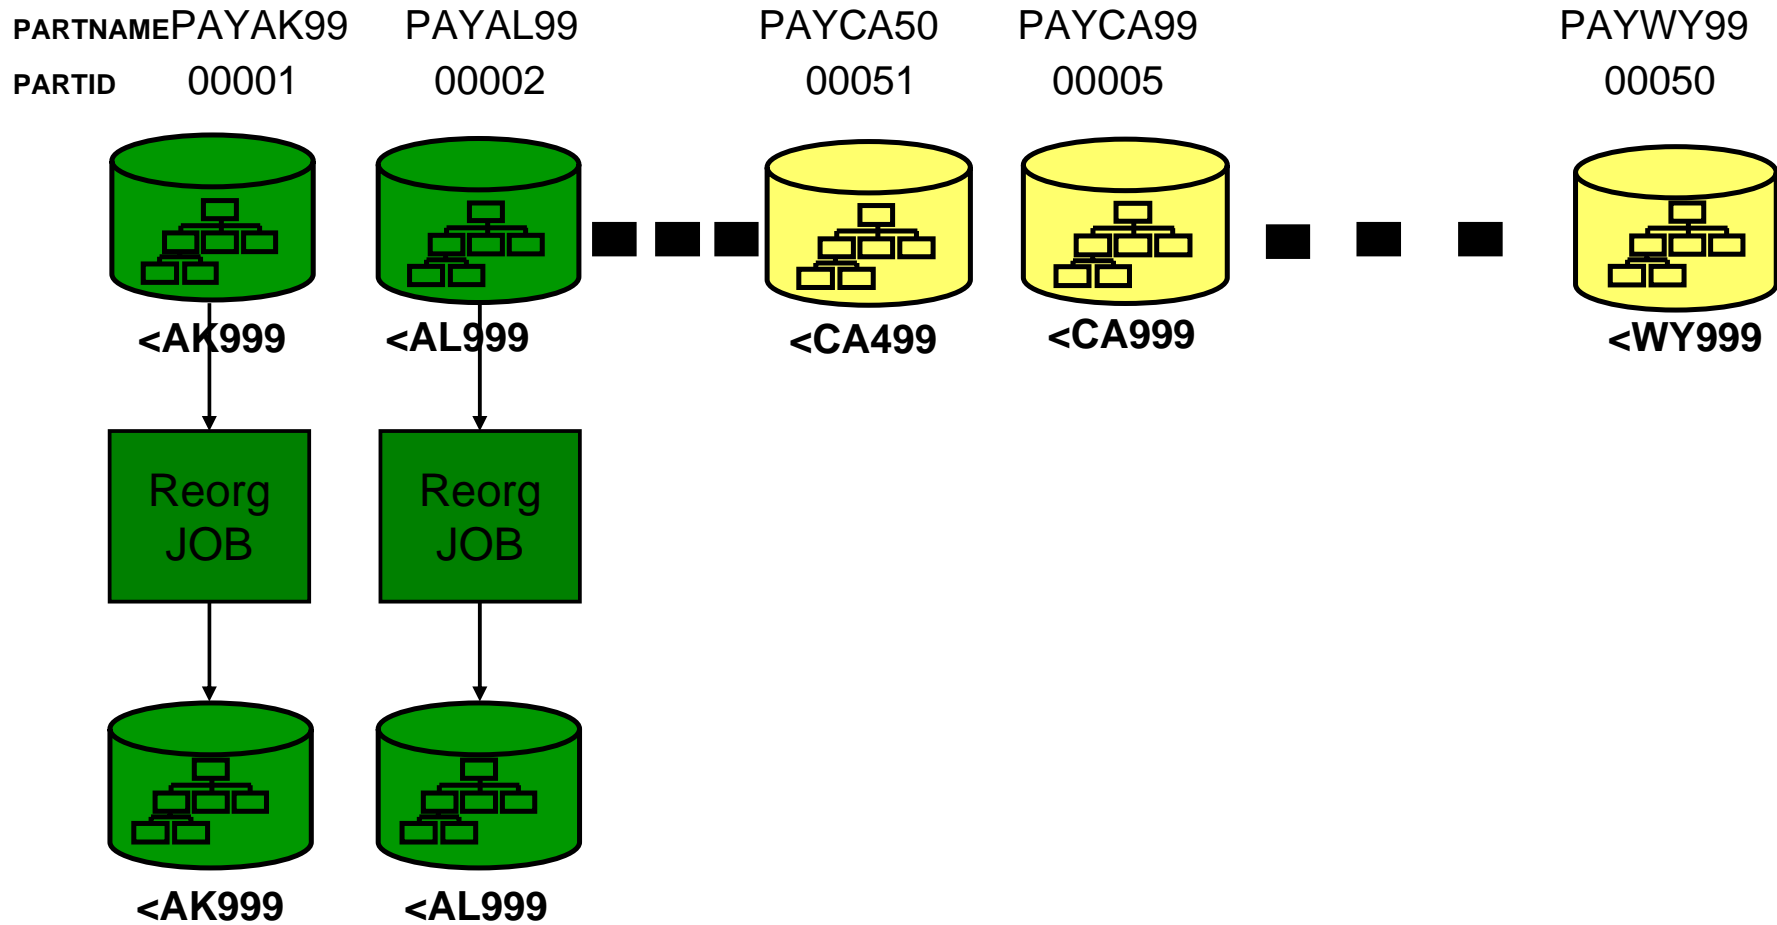 PARTNAME PAYAK99 PAYAL99 PAYCA50 PAYCA99 PAYWY99
PARTID 00001 00002 00051 00005 00050
<AK999 <AL999 <CA499 <CA999 <WY999
Reorg
JOB
Reorg
JOB
<AK999 <AL999